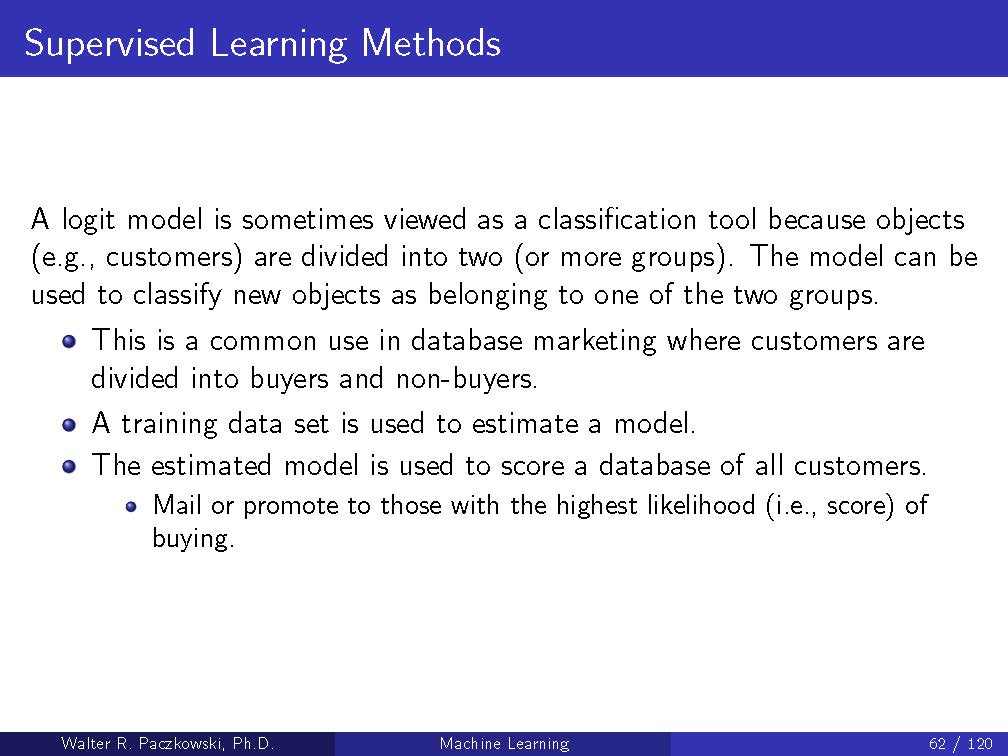 Supervised Learning Methods
A logit model is sometimes viewed as a classification tool because objects
(e.g., customers) are divided into two (or more groups). The model can be
used to classify new objects as belonging to one of the two groups.
This is a common use in database marketing where customers are
divided into buyers and non-buyers.
A training data set is used to estimate a model.
The estimated model is used to score a database of all customers.
Mail or promote to those with the highest likelihood (i.e., score) of
buying.
Walter R. Paczkowski, Ph.D. Machine Learning 62 / 120